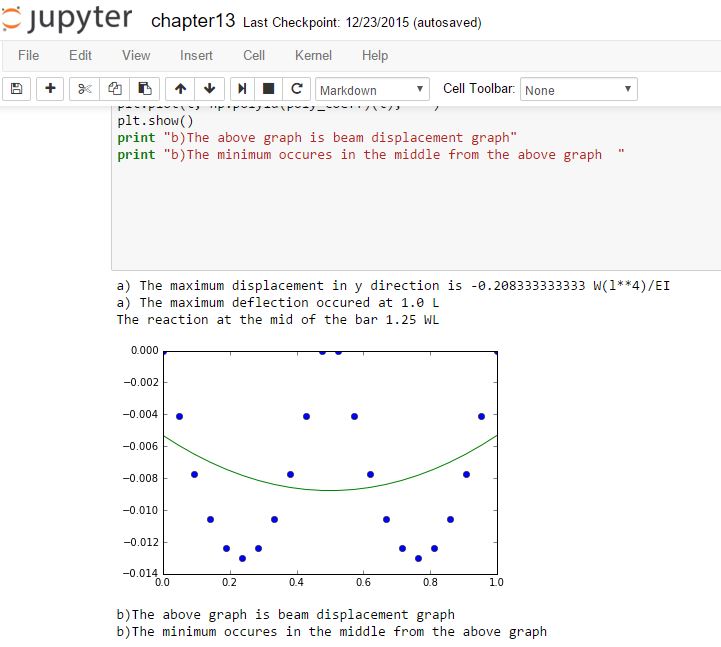 jupyter chapter13 Last Checkpoint: 12/23/2015 (autosaved)
File Edit View Insert Cell Kernel Help
Markdown Cell Toolbar: None
plt.show()
print "b)The above graph is beam displacement graph"
print "b)The minimum occures in the middle from the above graph  "
a) The maximum displacement in y direction is -0.208333333333 W(l**4)/EI
a) The maximum deflection occured at 1.0 L
The reaction at the mid of the bar 1.25 WL
0.000
−0.002
−0.004
−0.006
−0.008
−0.010
−0.012
−0.014
0.0 0.2 0.4 0.6 0.8 1.0
b)The above graph is beam displacement graph
b)The minimum occures in the middle from the above graph